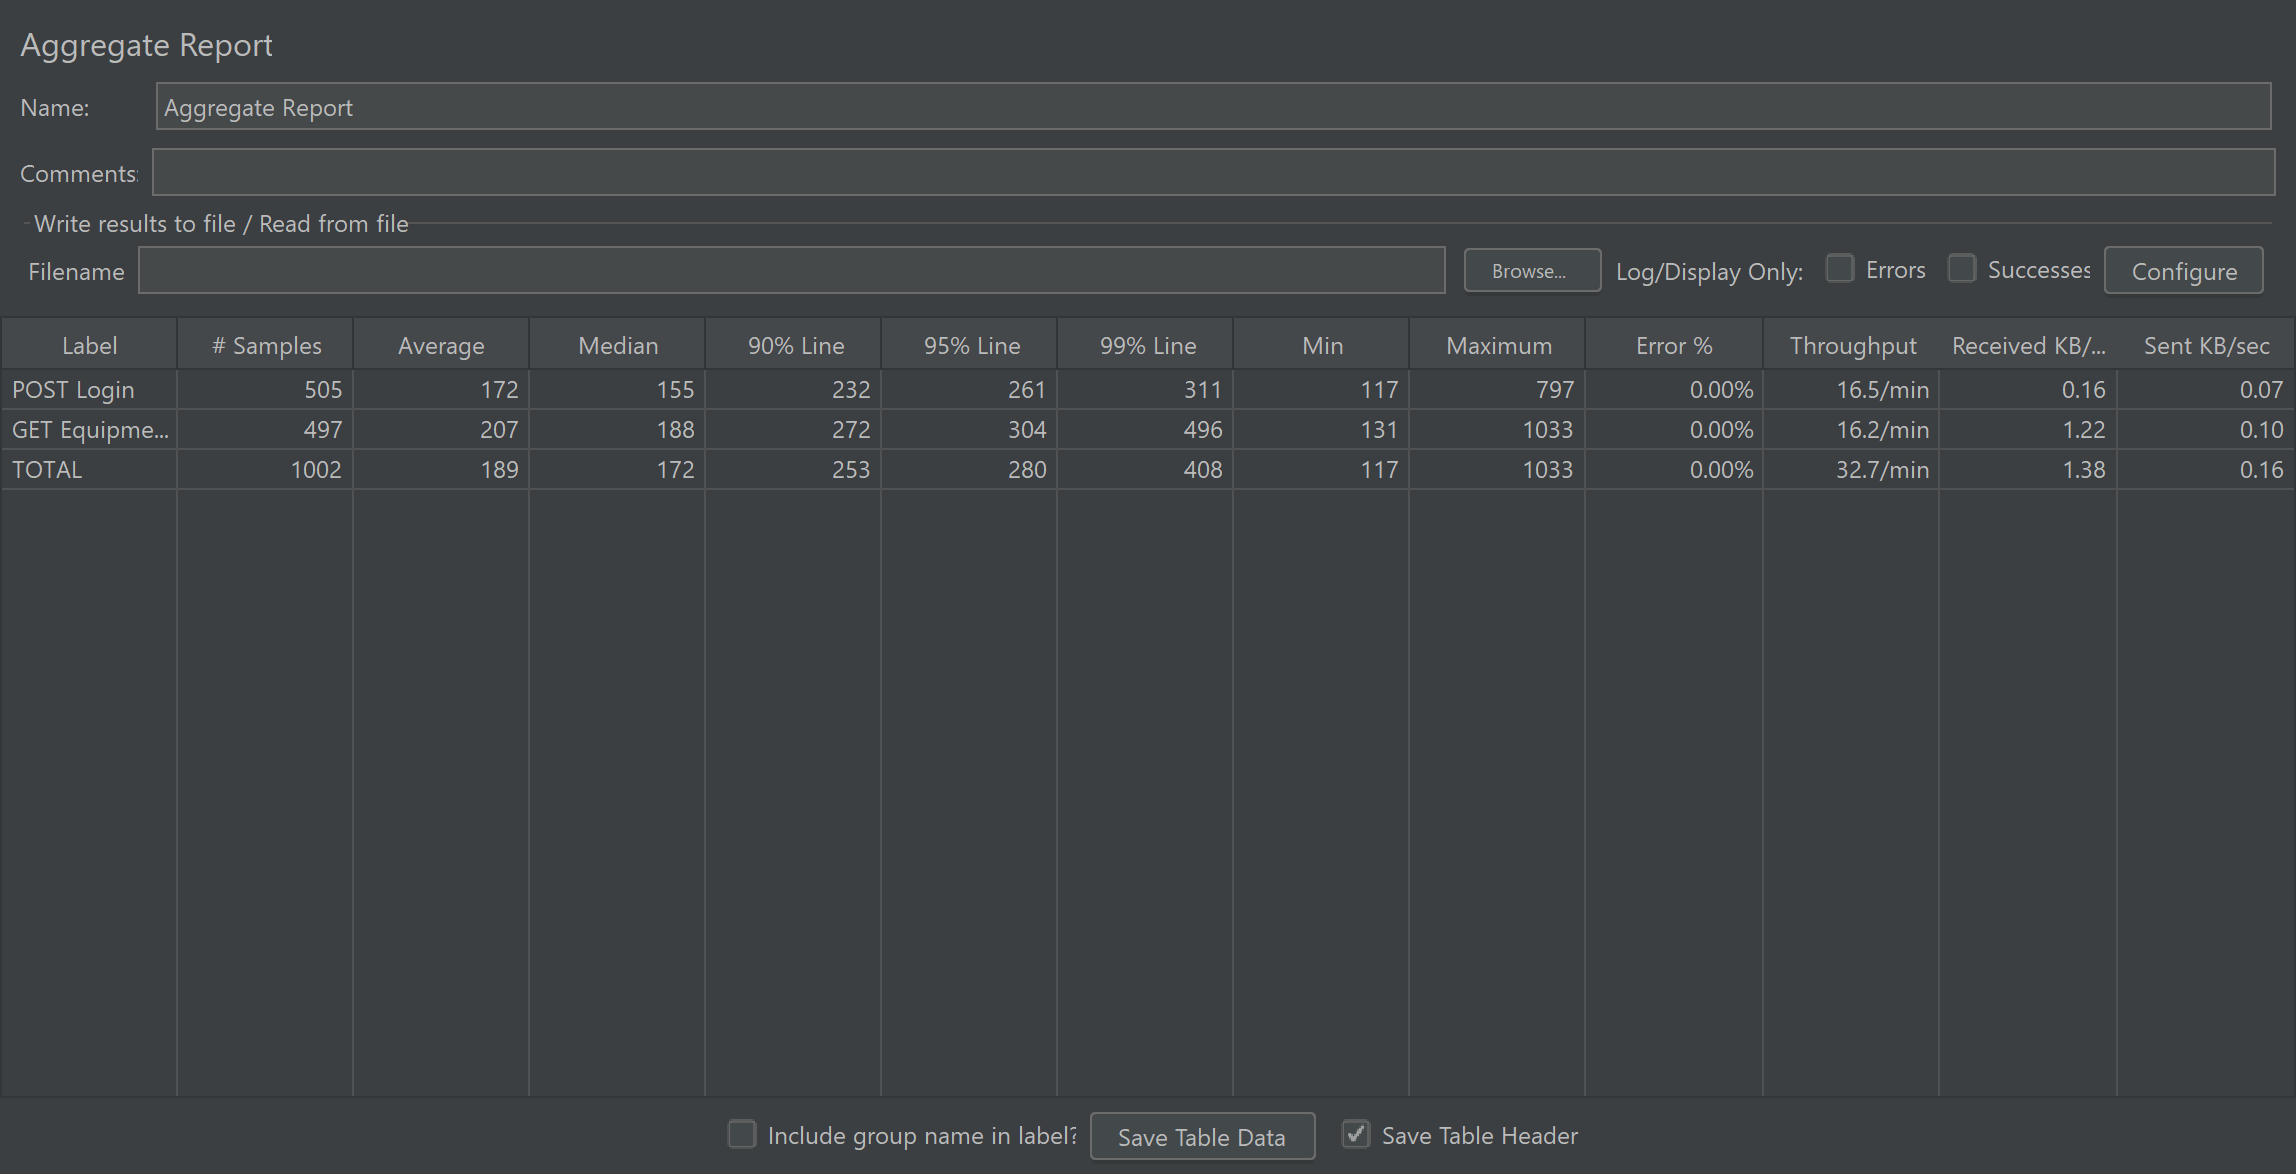 Aggregate Report
Name: Aggregate Report
Comments:
Write results to file / Read from file
Filename Browse... Log/Display Only: Errors Successes Configure
Label # Samples Average Median 90% Line 95% Line 99% Line Min Maximum Error % Throughput Received KB/... Sent KB/sec
POST Login 505 172 155 232 261 311 117 797 0.00% 16.5/min 0.16 0.07
GET Equipme... 497 207 188 272 304 496 131 1033 0.00% 16.2/min 1.22 0.10
TOTAL 1002 189 172 253 280 408 117 1033 0.00% 32.7/min 1.38 0.16
Include group name in label? Save Table Data Save Table Header